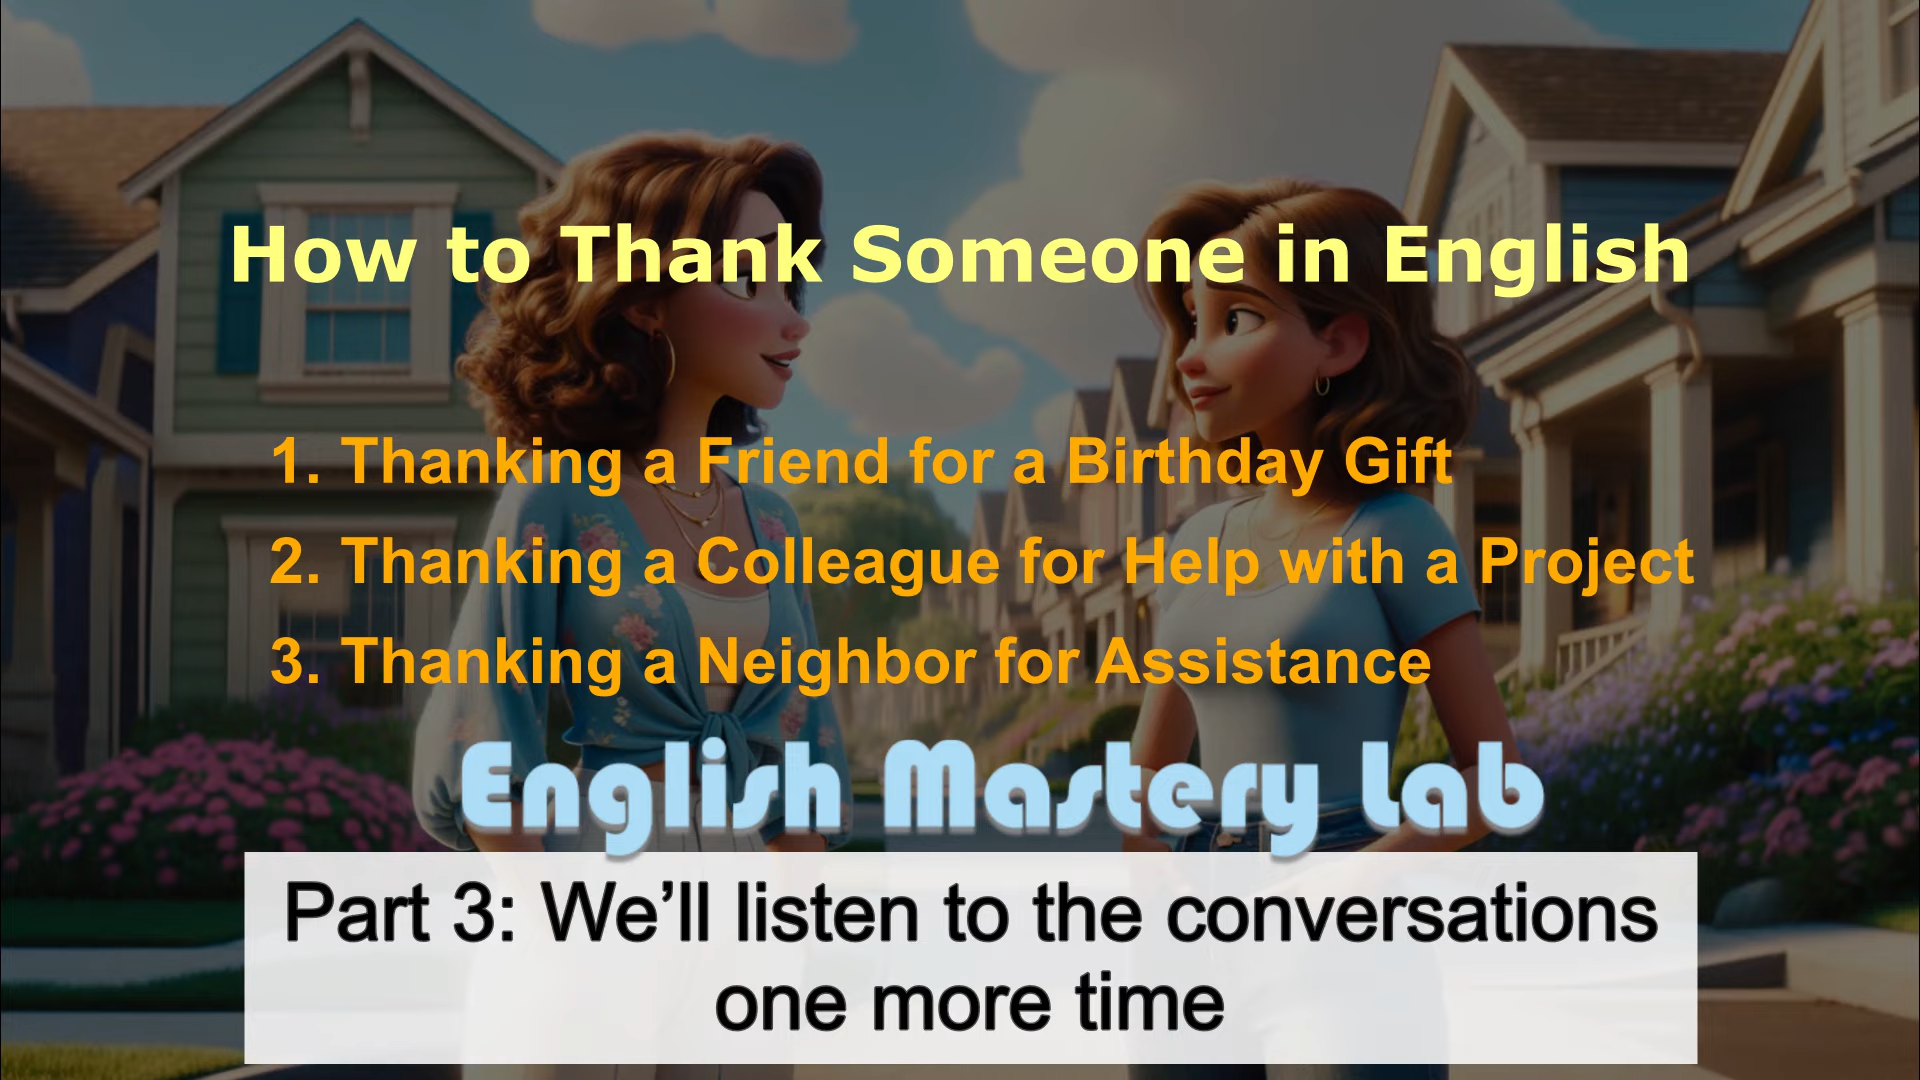 How to Thank Someone in English
1. Thanking a Friend for a Birthday Gift
2. Thanking a Colleague for Help with a Project
3. Thanking a Neighbor for Assistance
English Mastery Lab
Part 3: We’ll listen to the conversations
one more time